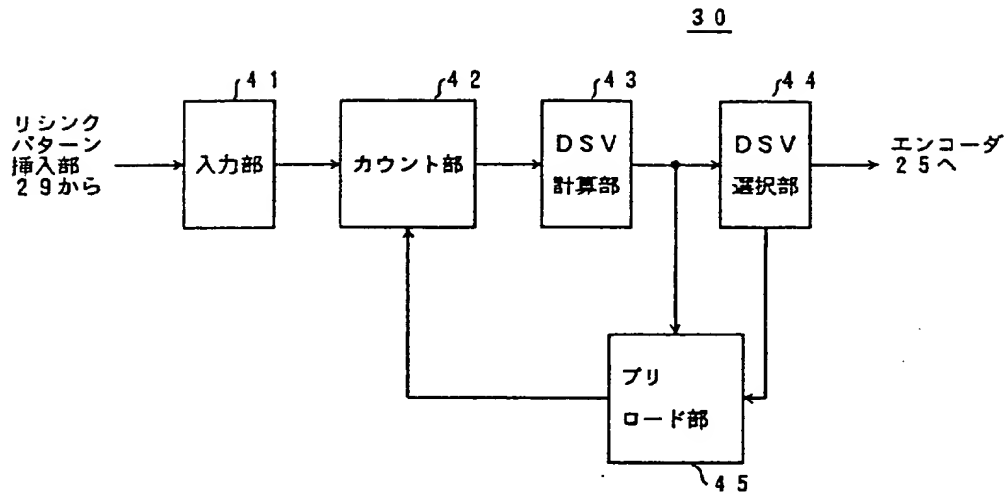 ３０
４１
４２
４３
４４
リシンク
パターン
挿入部
２９から
入力部
カウント部
ＤＳＶ
計算部
ＤＳＶ
選択部
エンコーダ
２５へ
プリ
ロード部
４５